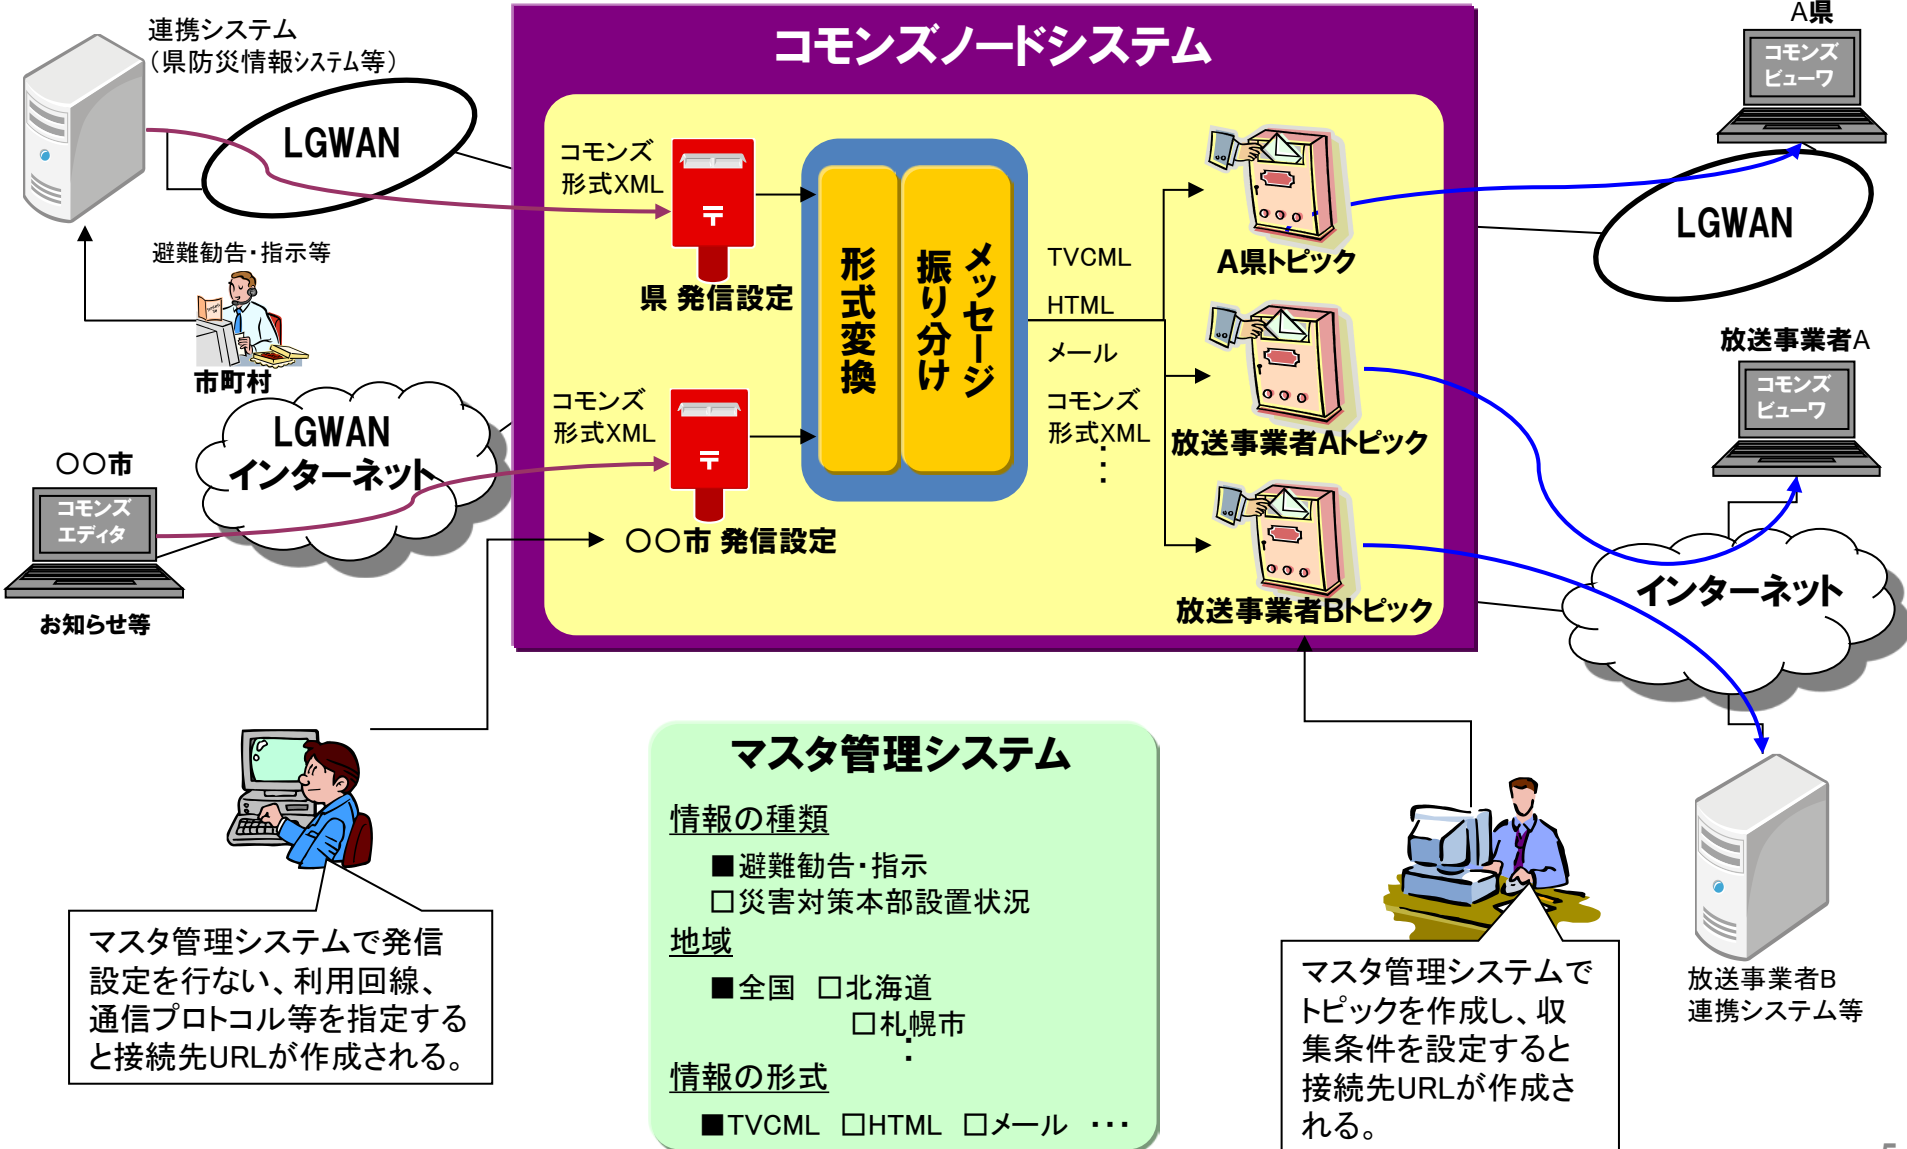 コモンズノードシステム
連携システム
（県防災情報システム等）
LGWAN
避難勧告・指示等
市町村
LGWAN
インターネット
〇〇市
コモンズ
エディタ
お知らせ等
コモンズ
形式XML
〒
県 発信設定
コモンズ
形式XML
〒
〇〇市 発信設定
形式変換
メッセージ
振り分け
TVCML
HTML
メール
コモンズ
形式XML
・
・
・
A県トピック
放送事業者Aトピック
放送事業者Bトピック
A県
コモンズ
ビューワ
LGWAN
放送事業者A
コモンズ
ビューワ
インターネット
放送事業者B
連携システム等
マスタ管理システムで発信
設定を行ない、利用回線、
通信プロトコル等を指定する
と接続先URLが作成される。
マスタ管理システム
情報の種類
■避難勧告・指示
□災害対策本部設置状況
地域
■全国 □北海道
□札幌市
・
・
情報の形式
■TVCML □HTML □メール ・・・
マスタ管理システムで
トピックを作成し、収
集条件を設定すると
接続先URLが作成さ
れる。